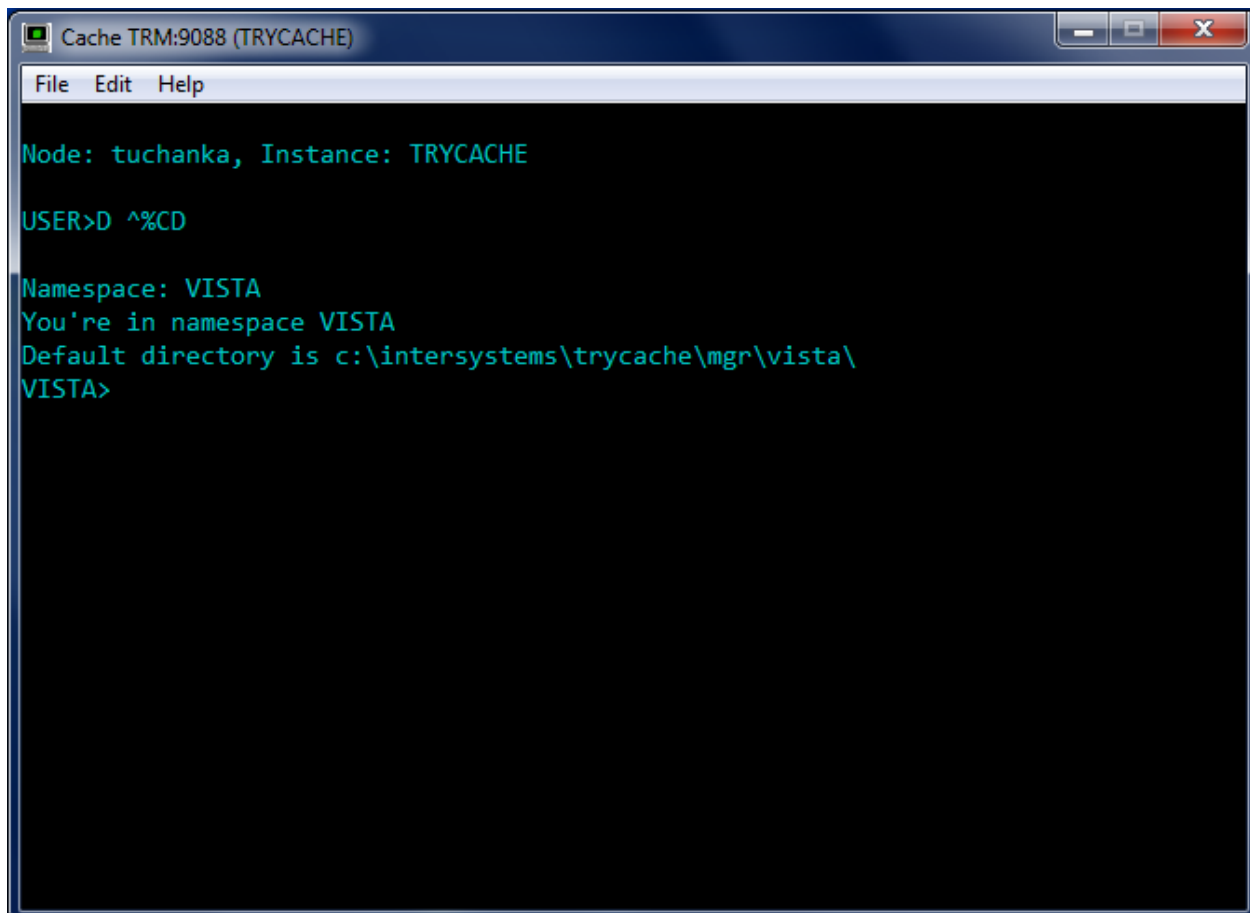 Cache TRM:9088 (TRYCACHE)
File Edit Help
Node: tuchanka, Instance: TRYCACHE
USER>D ^%CD
Namespace: VISTA
You're in namespace VISTA
Default directory is c:\intersystems\trycache\mgr\vista\
VISTA>